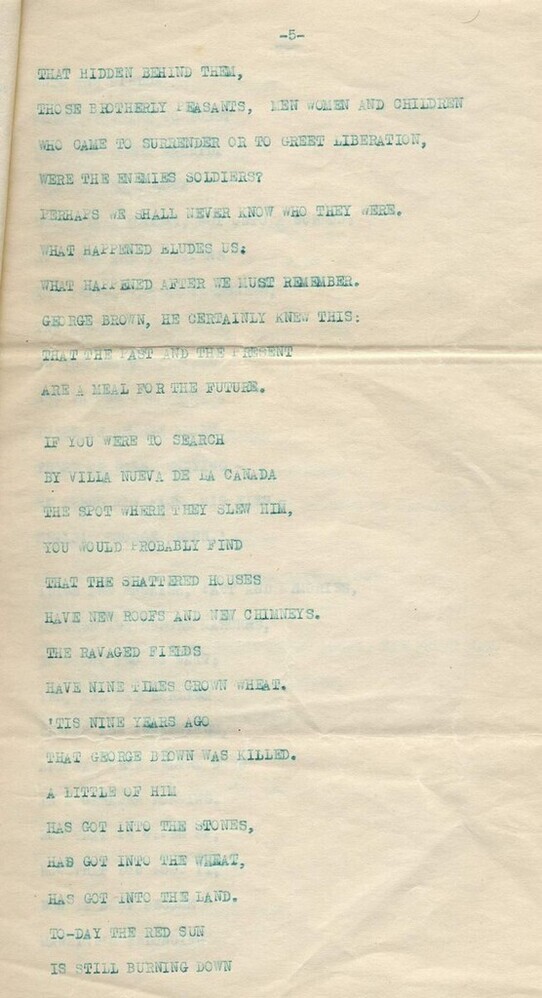 -5-
THAT HIDDEN BEHIND THEM,
THOSE BROTHERLY PEASANTS, MEN WOMEN AND CHILDREN
WHO CAME TO SURRENDER OR TO GREET LIBERATION,
WERE THE ENEMIES SOLDIERS?
PERHAPS WE SHALL NEVER KNOW WHO THEY WERE.
WHAT HAPPENED ELUDES US:
WHAT HAPPENED AFTER WE MUST REMEMBER.
GEORGE BROWN, HE CERTAINLY KNEW THIS:
THAT THE PAST AND THE PRESENT
ARE A MEAL FOR THE FUTURE.
IF YOU WERE TO SEARCH
BY VILLA NUEVA DE LA CANADA
THE SPOT WHERE THEY SLEW HIM,
YOU WOULD PROBABLY FIND
THAT THE SHATTERED HOUSES
HAVE NEW ROOFS AND NEW CHIMNEYS.
THE RAVAGED FIELDS
HAVE NINE TIMES GROWN WHEAT.
'TIS NINE YEARS AGO
THAT GEORGE BROWN WAS KILLED.
A LITTLE OF HIM
HAS GOT INTO THE STONES,
HAS GOT INTO THE WHEAT,
HAS GOT INTO THE LAND.
TO-DAY THE RED SUN
IS STILL BURNING DOWN